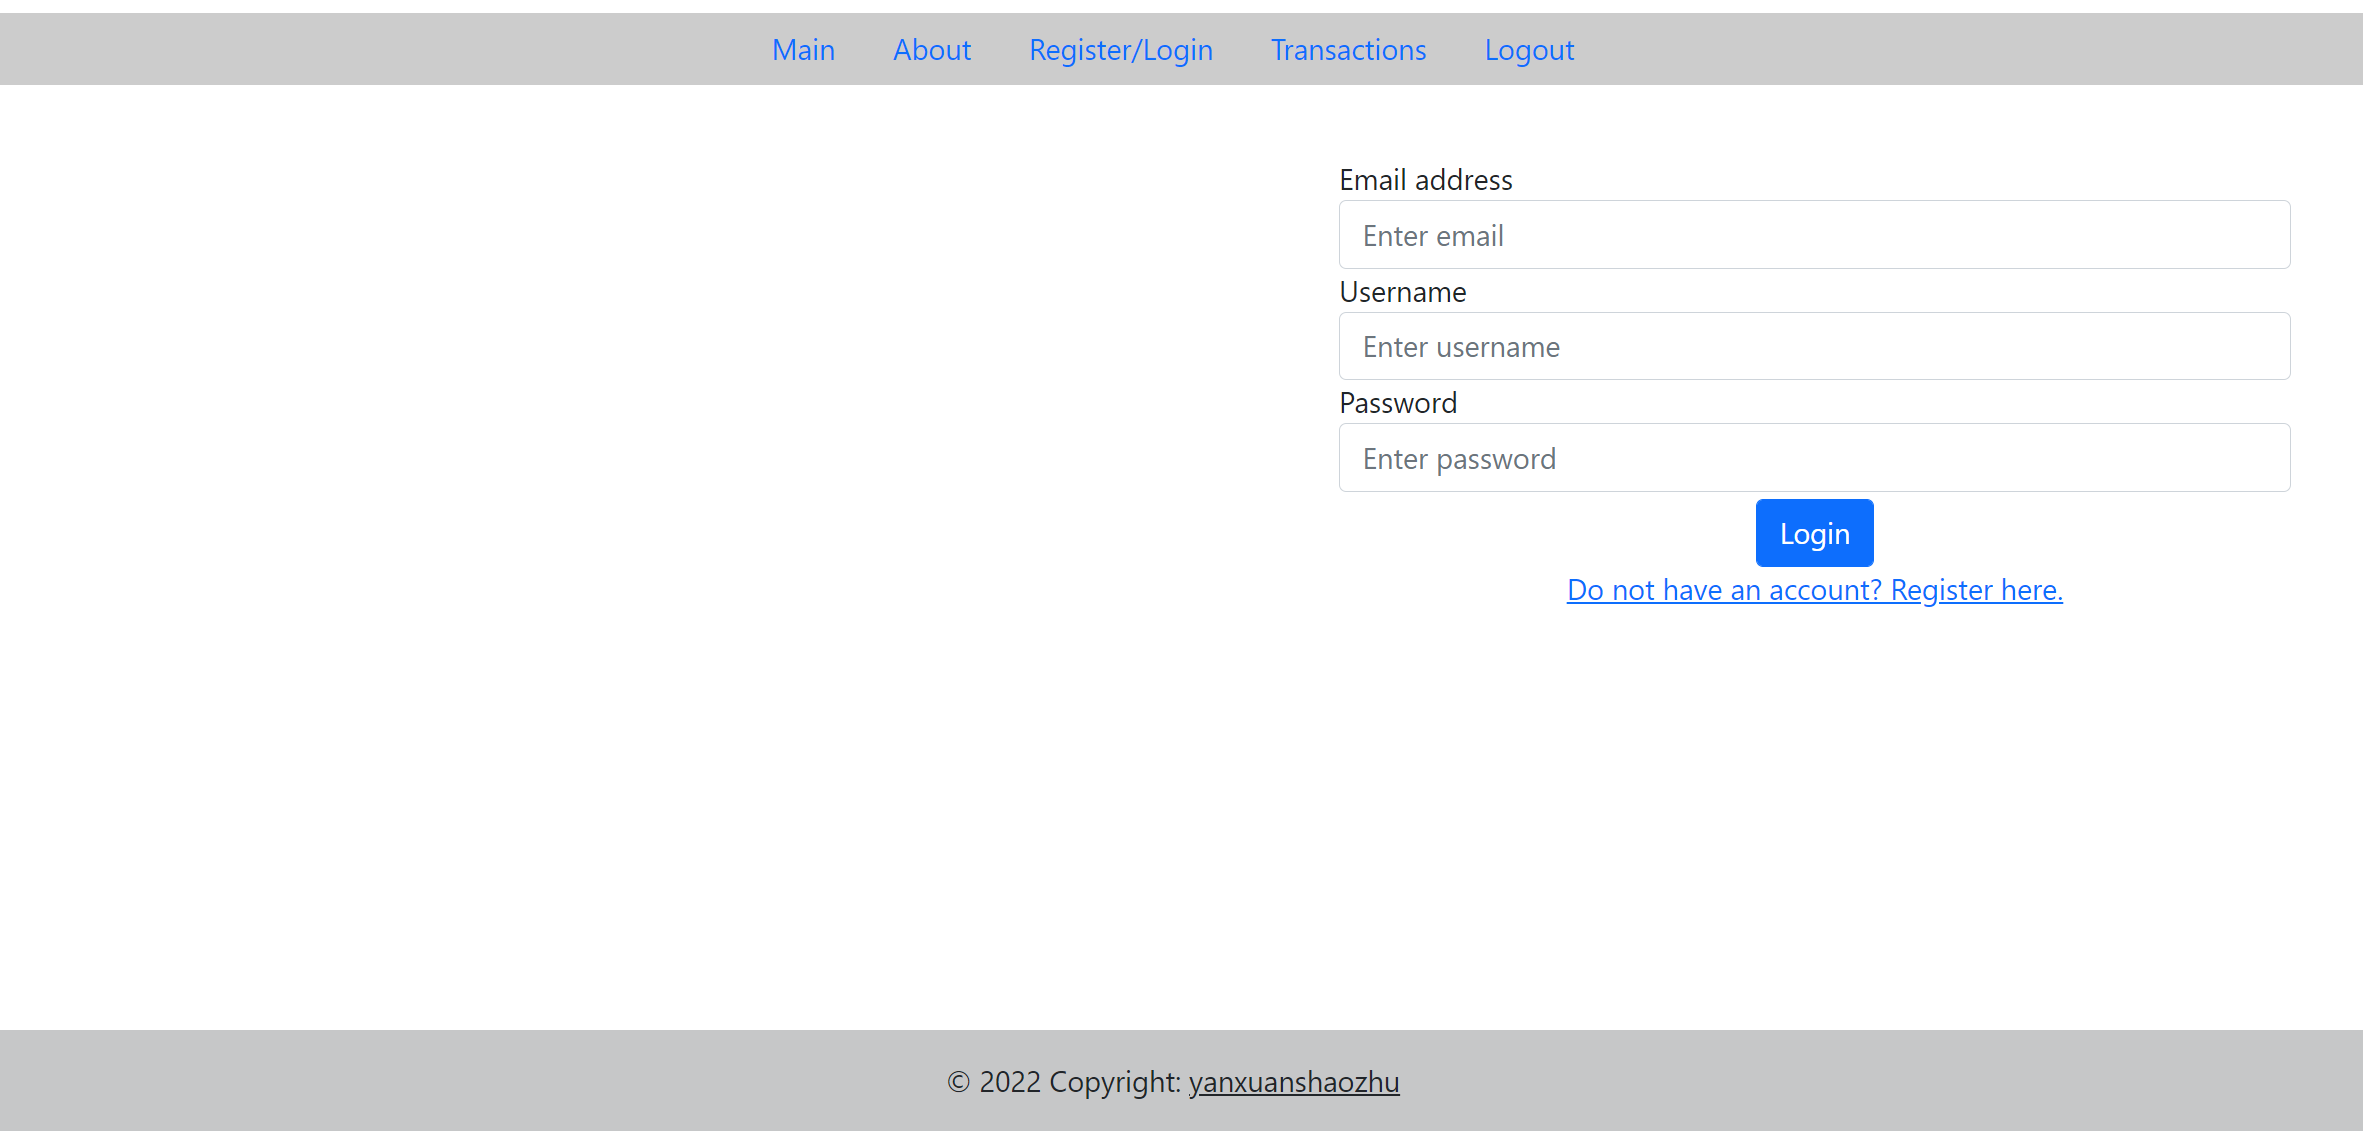 Main About Register/Login Transactions Logout
Email address
Enter email
Username
Enter username
Password
Enter password
Login
Do not have an account? Register here.
© 2022 Copyright: yanxuanshaozhu